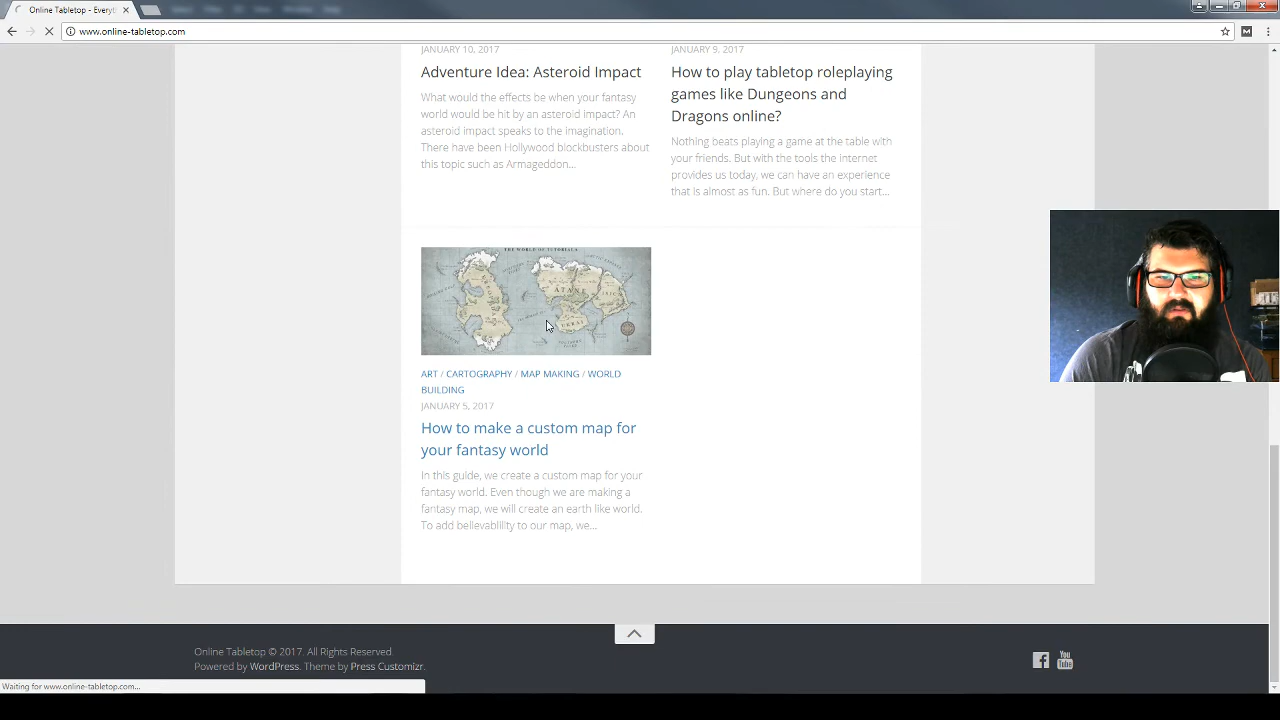 Online Tabletop - Everyt
www.online-tabletop.com
JANUARY 10, 2017
Adventure Idea: Asteroid Impact
What would the effects be when your fantasy
world would be hit by an asteroid impact? An
asteroid impact speaks to the imagination.
There have been Hollywood blockbusters about
this topic such as Armageddon...
JANUARY 9, 2017
How to play tabletop roleplaying
games like Dungeons and
Dragons online?
Nothing beats playing a game at the table with
your friends. But with the tools the internet
provides us today, we can have an experience
that is almost as fun. But where do you start...
THE WORLD OF TUTORIALS
ATANE
ART / CARTOGRAPHY / MAP MAKING / WORLD
BUILDING
JANUARY 5, 2017
How to make a custom map for
your fantasy world
In this guide, we create a custom map for your
fantasy world. Even though we are making a
fantasy map, we will create an earth like world.
To add believablility to our map, we...
Online Tabletop © 2017. All Rights Reserved.
Powered by WordPress. Theme by Press Customizr.
You
Tube
Waiting for www.online-tabletop.com...